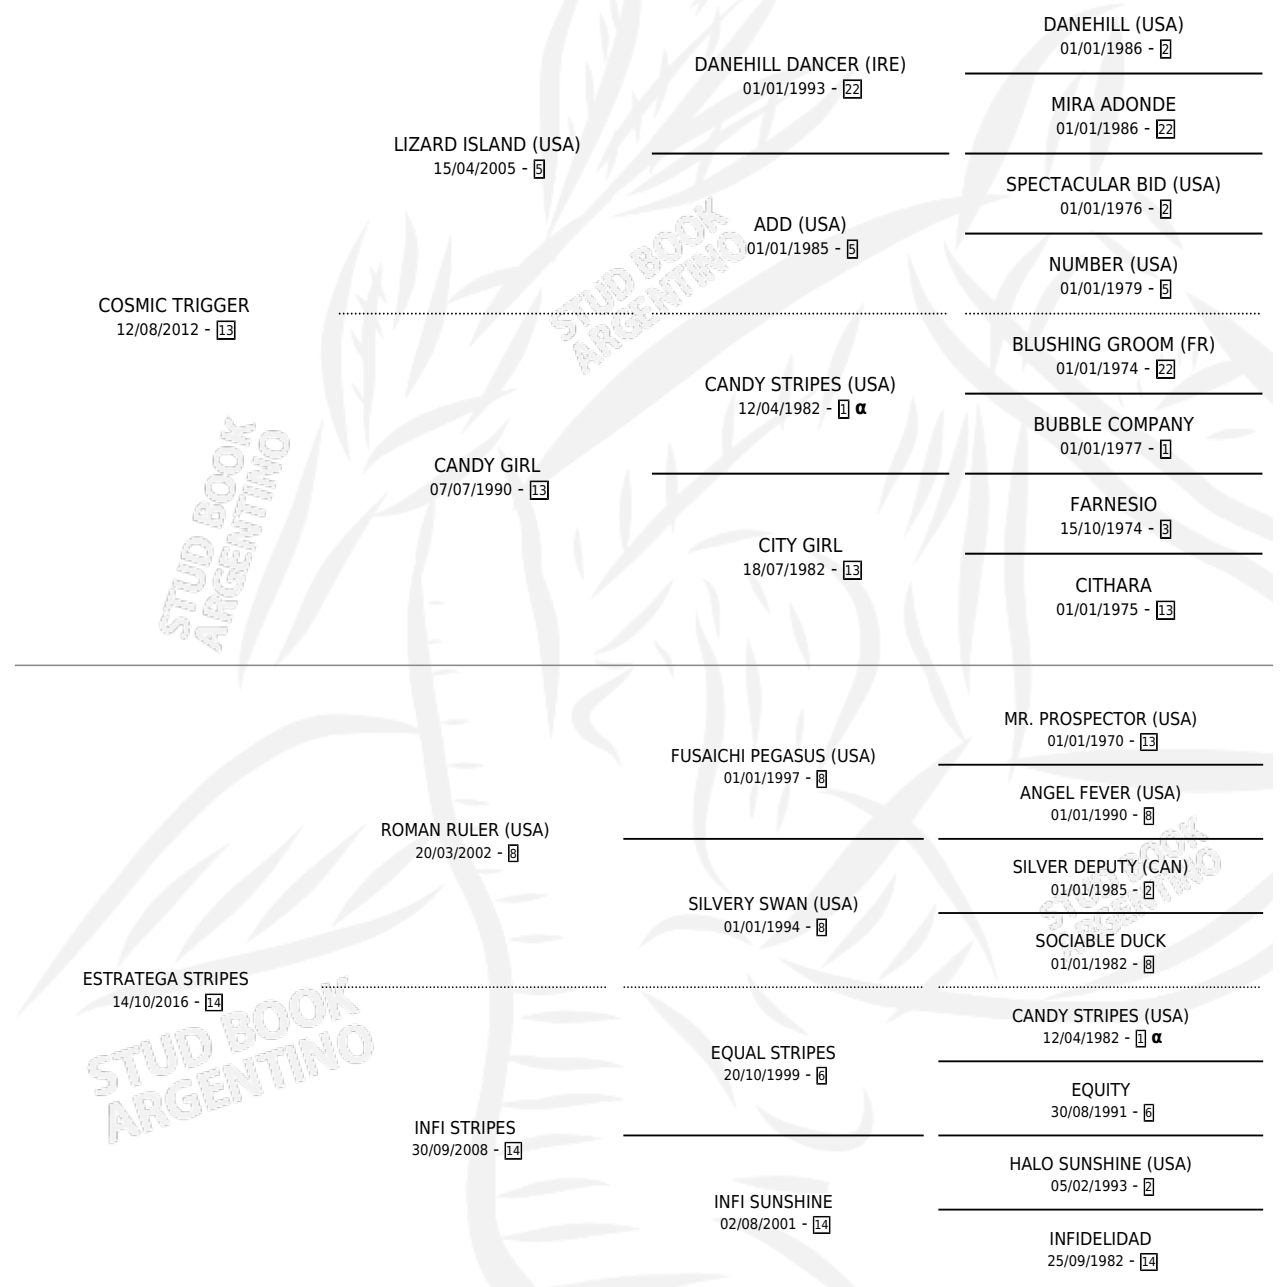 DANEHILL (USA)
01/01/1986 - 2
DANEHILL DANCER (IRE)
01/01/1993 - 22
MIRA ADONDE
01/01/1986 - 22
LIZARD ISLAND (USA)
15/04/2005 - 5
SPECTACULAR BID (USA)
01/01/1976 - 2
ADD (USA)
01/01/1985 - 5
NUMBER (USA)
01/01/1979 - 5
COSMIC TRIGGER
12/08/2012 - 13
BLUSHING GROOM (FR)
01/01/1974 - 22
CANDY STRIPES (USA)
12/04/1982 - 1 α
BUBBLE COMPANY
01/01/1977 - 1
CANDY GIRL
07/07/1990 - 13
FARNESIO
15/10/1974 - 3
CITY GIRL
18/07/1982 - 13
CITHARA
01/01/1975 - 13
MR. PROSPECTOR (USA)
01/01/1970 - 13
FUSAICHI PEGASUS (USA)
01/01/1997 - 8
ANGEL FEVER (USA)
01/01/1990 - 8
ROMAN RULER (USA)
20/03/2002 - 8
SILVER DEPUTY (CAN)
01/01/1985 - 2
SILVERY SWAN (USA)
01/01/1994 - 8
SOCIABLE DUCK
01/01/1982 - 8
ESTRATEGA STRIPES
14/10/2016 - 14
CANDY STRIPES (USA)
12/04/1982 - 1 α
EQUAL STRIPES
20/10/1999 - 6
EQUITY
30/08/1991 - 6
INFI STRIPES
30/09/2008 - 14
HALO SUNSHINE (USA)
05/02/1993 - 2
INFI SUNSHINE
02/08/2001 - 14
INFIDELIDAD
25/09/1982 - 14
STUD BOOK
ARGENTINO
STUD BOOK
ARGENTINO
STUD BOOK
ARGENTINO
STUD BOOK
ARGENTINO